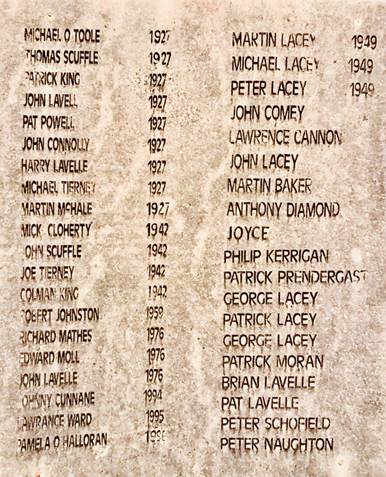 MICHAEL O TOOLE 1927
THOMAS SCUFFLE 1927
PATRICK KING 1927
JOHN LAVELL 1927
PAT POWELL 1927
JOHN CONNOLLY 1927
HARRY LAVELLE 1927
MICHAEL TIERNEY 1927
MARTIN MCHALE 1927
MICK CLOHERTY 1942
JOHN SCUFFLE 1942
JOE TIERNEY 1942
COLMAN KING 1942
ROBERT JOHNSTON 1959
RICHARD MATHES 1976
EDWARD MOLL 1976
JOHN LAVELLE 1976
JOHNNY CUNNANE 1994
LAWRANCE WARD 1995
PAMELA O HALLORAN
MARTIN LACEY 1949
MICHAEL LACEY 1949
PETER LACEY 1949
JOHN COMEY
LAWRENCE CANNON
JOHN LACEY
MARTIN BAKER
ANTHONY DIAMOND
JOYCE
PHILIP KERRIGAN
PATRICK PRENDERGAST
GEORGE LACEY
PATRICK LACEY
GEORGE LACEY
PATRICK MORAN
BRIAN LAVELLE
PAT LAVELLE
PETER SCHOFIELD
PETER NAUGHTON